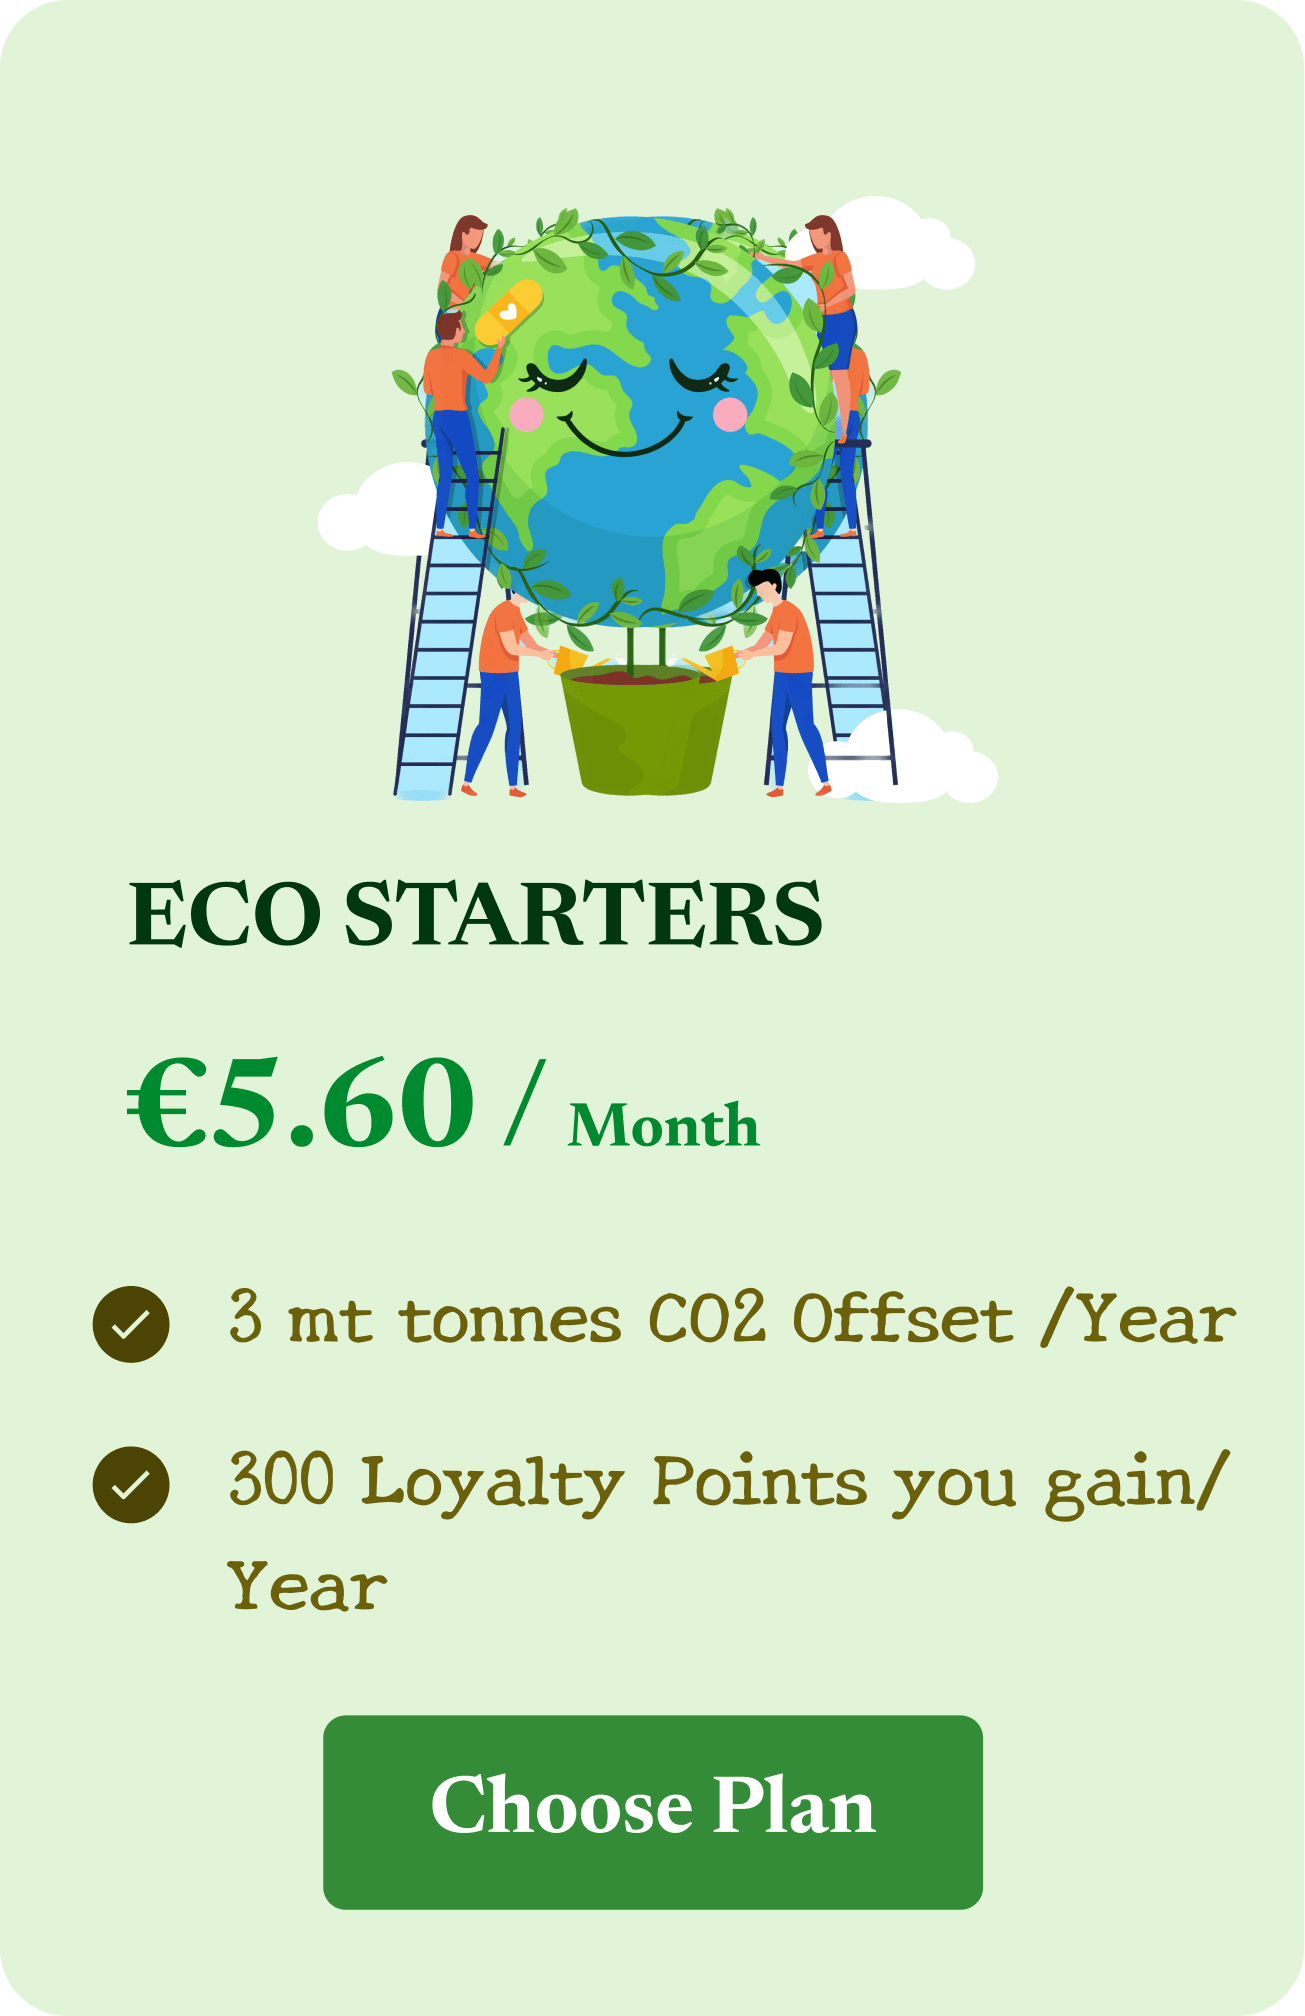 ECO STARTERS
€5.60 / Month
3 mt tonnes CO2 Offset /Year
300 Loyalty Points you gain/
Year
Choose Plan